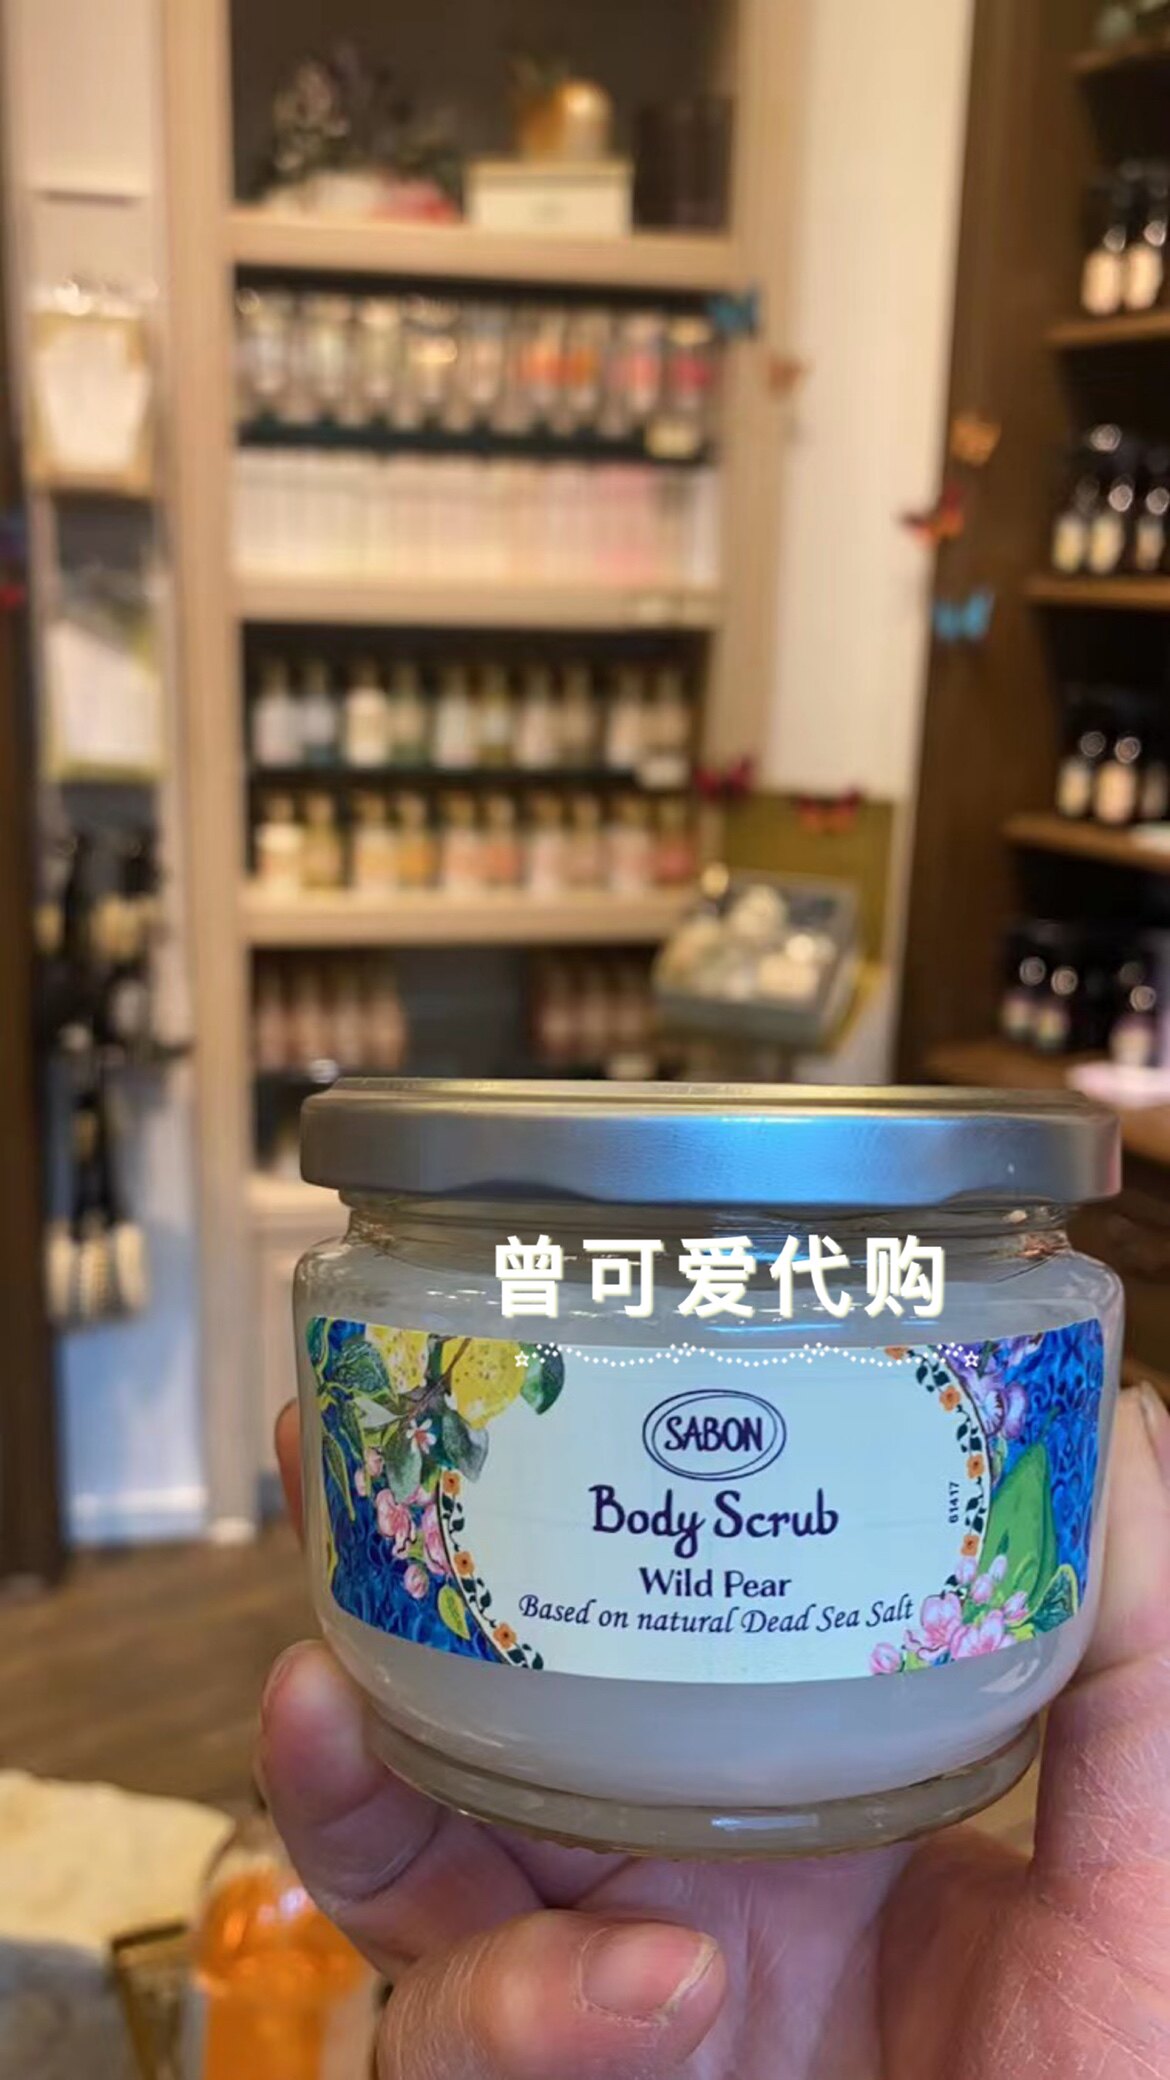 曾可爱代购
SABON
Body Scrub
Wild Pear
Based on natural Dead Sea Salt
61417